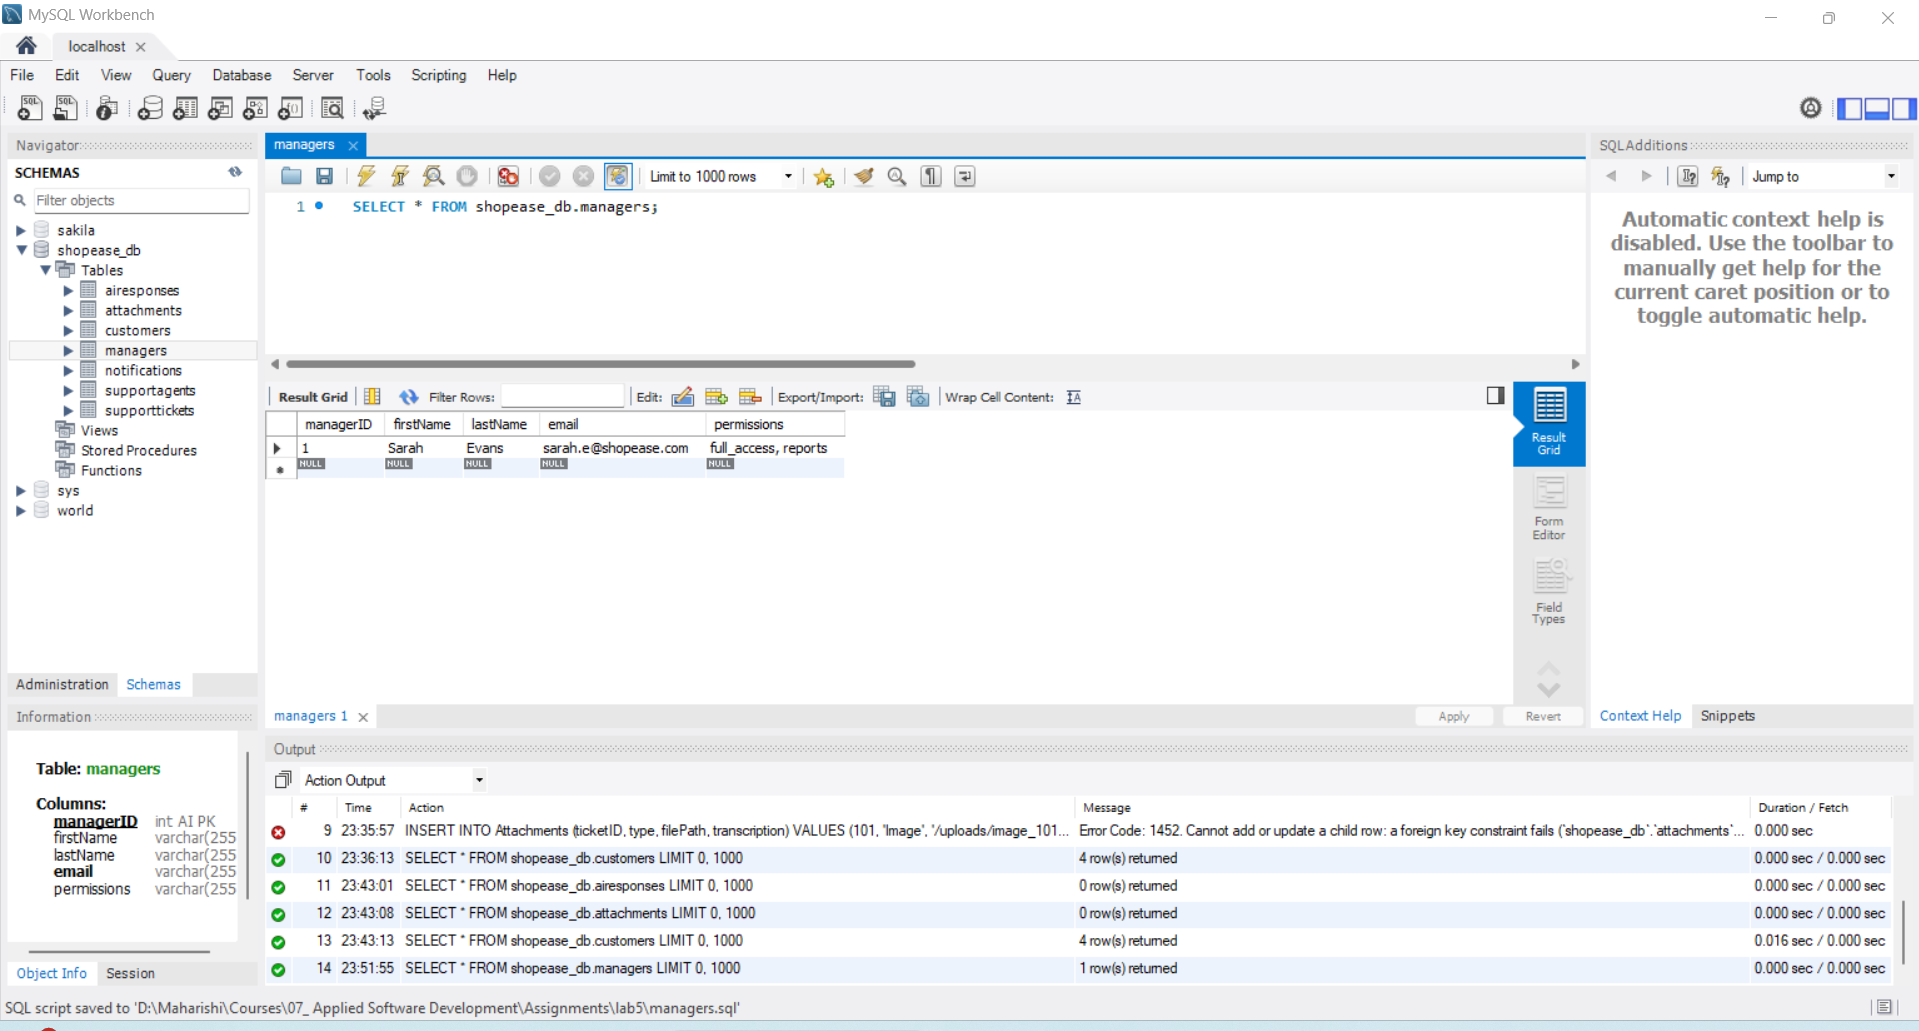 MySQL Workbench
localhost
File Edit View Query Database Server Tools Scripting Help
Navigator
SCHEMAS
Filter objects
sakila
shopease_db
Tables
airesponses
attachments
customers
managers
notifications
supportagents
supporttickets
Views
Stored Procedures
Functions
sys
world
Administration Schemas
Information
Table: managers
Columns:
managerID int AI PK
firstName varchar(255
lastName varchar(255
email varchar(255
permissions varchar(255
Object Info Session
managers
Limit to 1000 rows
1 SELECT * FROM shopease_db.managers;
Result Grid Filter Rows: Edit: Export/Import: Wrap Cell Content:
managerID firstName lastName email permissions
1 Sarah Evans sarah.e@shopease.com full_access, reports
NULL NULL NULL NULL NULL
Result
Grid
Form
Editor
Field
Types
managers 1
Apply Revert
SQLAdditions
Jump to
Automatic context help is
disabled. Use the toolbar to
manually get help for the
current caret position or to
toggle automatic help.
Context Help Snippets
Output
Action Output
# Time Action Message Duration / Fetch
9 23:35:57 INSERT INTO Attachments (ticketID, type, filePath, transcription) VALUES (101, 'Image', '/uploads/image_101... Error Code: 1452. Cannot add or update a child row: a foreign key constraint fails (`shopease_db`.`attachments`... 0.000 sec
10 23:36:13 SELECT * FROM shopease_db.customers LIMIT 0, 1000 4 row(s) returned 0.000 sec / 0.000 sec
11 23:43:01 SELECT * FROM shopease_db.airesponses LIMIT 0, 1000 0 row(s) returned 0.000 sec / 0.000 sec
12 23:43:08 SELECT * FROM shopease_db.attachments LIMIT 0, 1000 0 row(s) returned 0.000 sec / 0.000 sec
13 23:43:13 SELECT * FROM shopease_db.customers LIMIT 0, 1000 4 row(s) returned 0.016 sec / 0.000 sec
14 23:51:55 SELECT * FROM shopease_db.managers LIMIT 0, 1000 1 row(s) returned 0.000 sec / 0.000 sec
SQL script saved to 'D:\Maharishi\Courses\07_ Applied Software Development\Assignments\lab5\managers.sql'